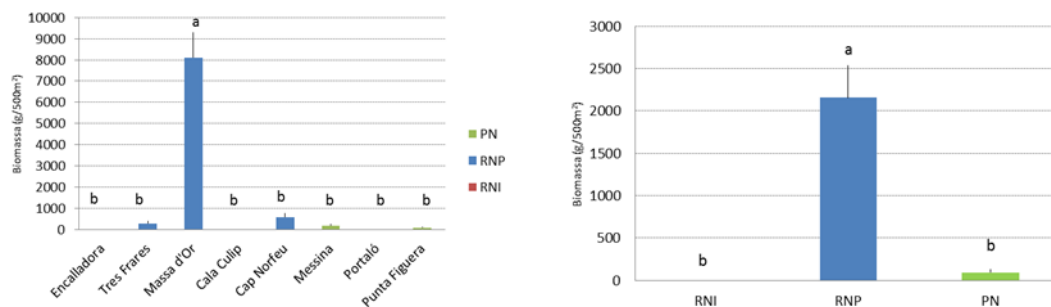 Biomassa (g/500m²)
10000
9000
8000
7000
6000
5000
4000
3000
2000
1000
0
b
b
a
b
b
b
b
b
Encalladora
Tres Frares
Massa d'Or
Cala Culip
Cap Norfeu
Messina
Portaló
Punta Figuera
PN
RNP
RNI
Biomassa (g/500m²)
3000
2500
2000
1500
1000
500
0
b
a
b
RNI
RNP
PN